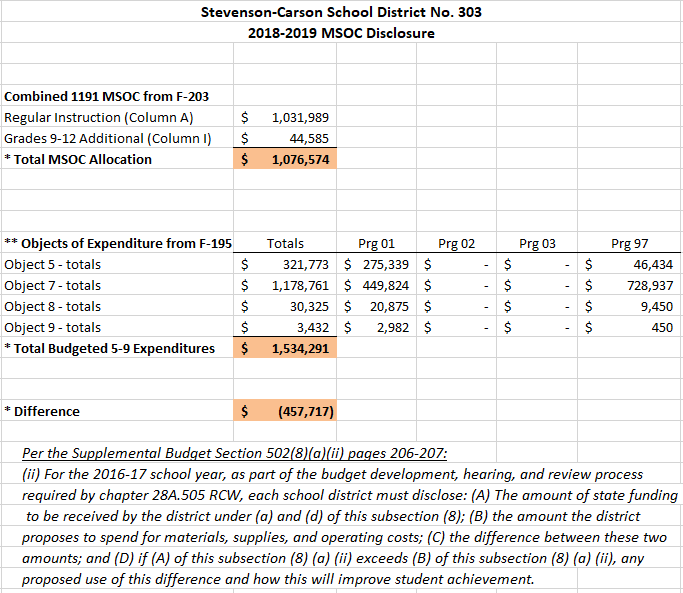 Stevenson-Carson School District No. 303
2018-2019 MSOC Disclosure
Combined 1191 MSOC from F-203
Regular Instruction (Column A) $ 1,031,989
Grades 9-12 Additional (Column I) $ 44,585
* Total MSOC Allocation $ 1,076,574
** Objects of Expenditure from F-195 Totals Prg 01 Prg 02 Prg 03 Prg 97
Object 5 - totals $ 321,773 $ 275,339 $ - $ - $ 46,434
Object 7 - totals $ 1,178,761 $ 449,824 $ - $ - $ 728,937
Object 8 - totals $ 30,325 $ 20,875 $ - $ - $ 9,450
Object 9 - totals $ 3,432 $ 2,982 $ - $ - $ 450
* Total Budgeted 5-9 Expenditures $ 1,534,291
* Difference $ (457,717)
Per the Supplemental Budget Section 502(8)(a)(ii) pages 206-207:
(ii) For the 2016-17 school year, as part of the budget development, hearing, and review process
required by chapter 28A.505 RCW, each school district must disclose: (A) The amount of state funding
to be received by the district under (a) and (d) of this subsection (8); (B) the amount the district
proposes to spend for materials, supplies, and operating costs; (C) the difference between these two
amounts; and (D) if (A) of this subsection (8) (a) (ii) exceeds (B) of this subsection (8) (a) (ii), any
proposed use of this difference and how this will improve student achievement.